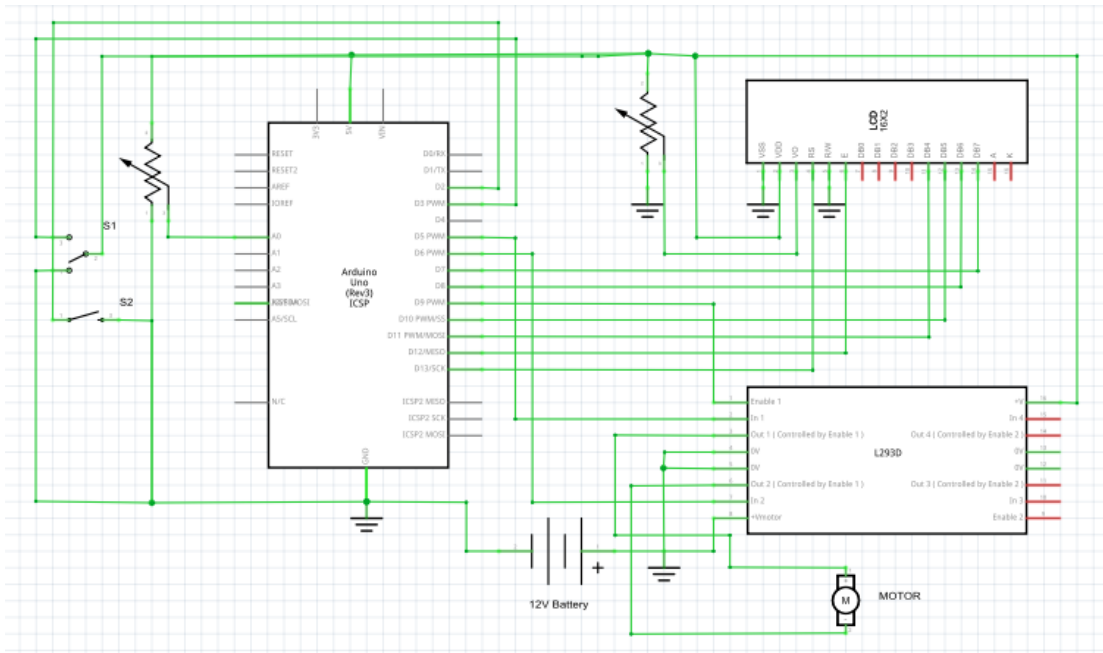 3V3
5V
VIN
RESET
RESET2
AREF
IOREF
A0
A1
A2
A3
A5/SCL
N/C
D0/RX
D1/TX
D2
D3 PWM
D4
D5 PWM
D6 PWM
D7
D8
D9 PWM
D10 PWM/SS
D11 PWM/MOSI
D12/MISO
D13/SCK
ICSP2 MISO
ICSP2 SCK
ICSP2 MOSI
GND
Arduino
Uno
(Rev3)
ICSP
S1
S2
LCD
16X2
VSS
VDD
VO
RS
R/W
E
DB0
DB1
DB2
DB3
DB4
DB5
DB6
DB7
A
K
Enable 1
In 1
Out 1 ( Controlled by Enable 1 )
0V
0V
Out 2 ( Controlled by Enable 1 )
In 2
+Vmotor
L293D
+V
In 4
Out 4 ( Controlled by Enable 2 )
0V
0V
Out 3 ( Controlled by Enable 2 )
In 3
Enable 2
+
12V Battery
M
MOTOR